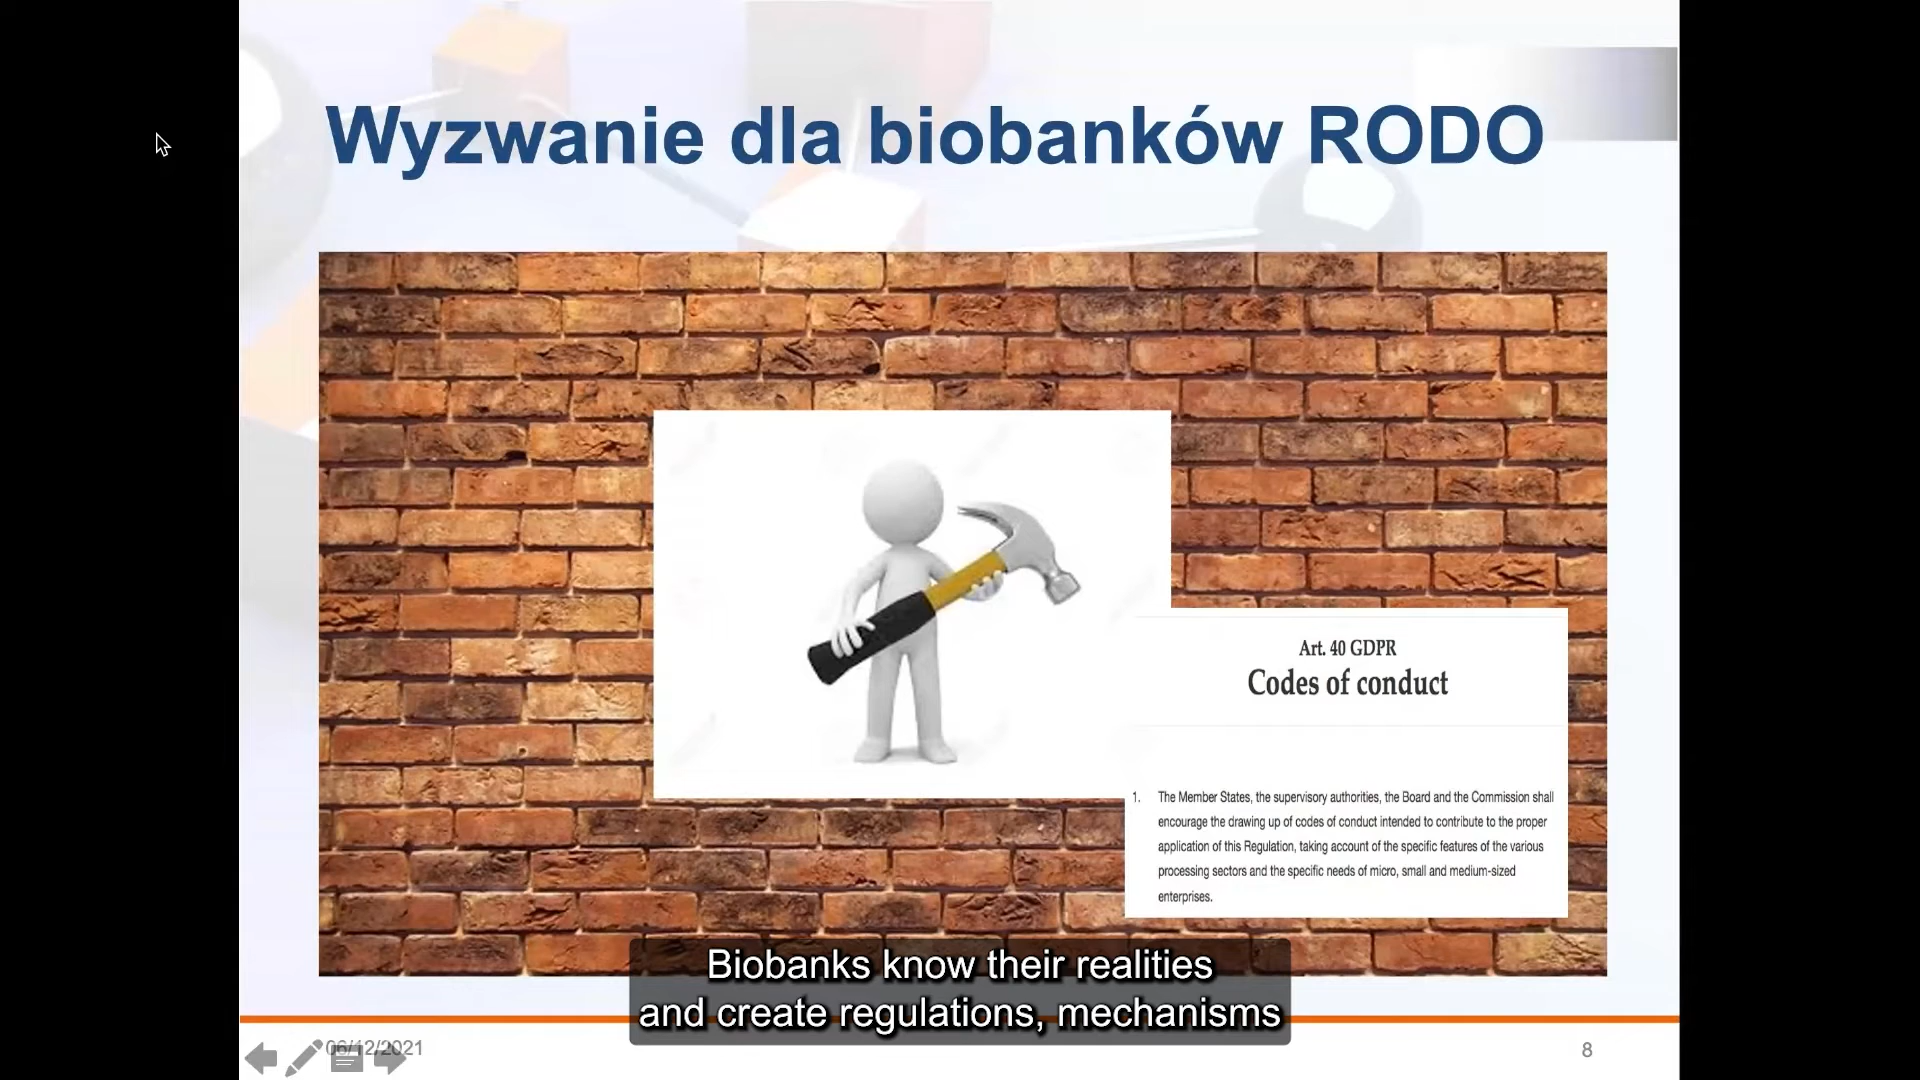 Wyzwanie dla biobanków RODO
Art. 40 GDPR
Codes of conduct
1. The Member States, the supervisory authorities, the Board and the Commission shall
encourage the drawing up of codes of conduct intended to contribute to the proper
application of this Regulation, taking account of the specific features of the various
processing sectors and the specific needs of micro, small and medium-sized
enterprises.
Biobanks know their realities
and create regulations, mechanisms
06/12/2021
8